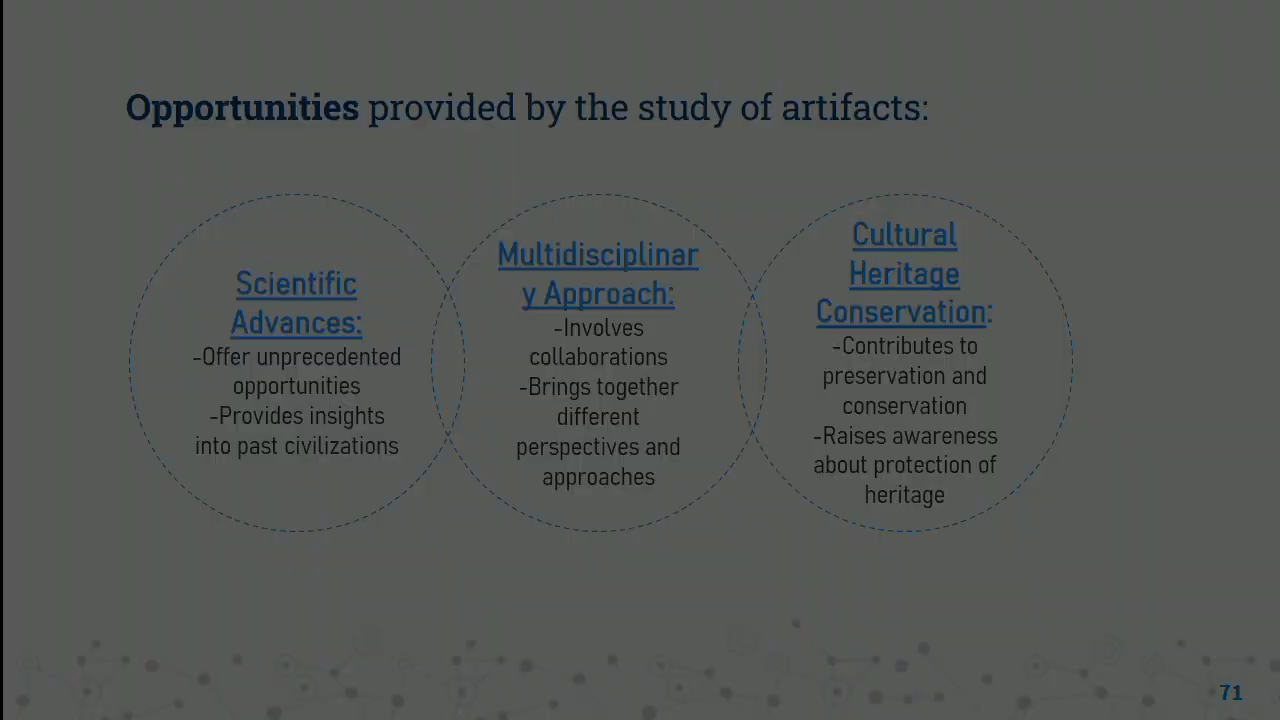 Opportunities provided by the study of artifacts:
Scientific
Advances:
-Offer unprecedented
opportunities
-Provides insights
into past civilizations
Multidisciplinar
y Approach:
-Involves
collaborations
-Brings together
different
perspectives and
approaches
Cultural
Heritage
Conservation:
-Contributes to
preservation and
conservation
-Raises awareness
about protection of
heritage
71